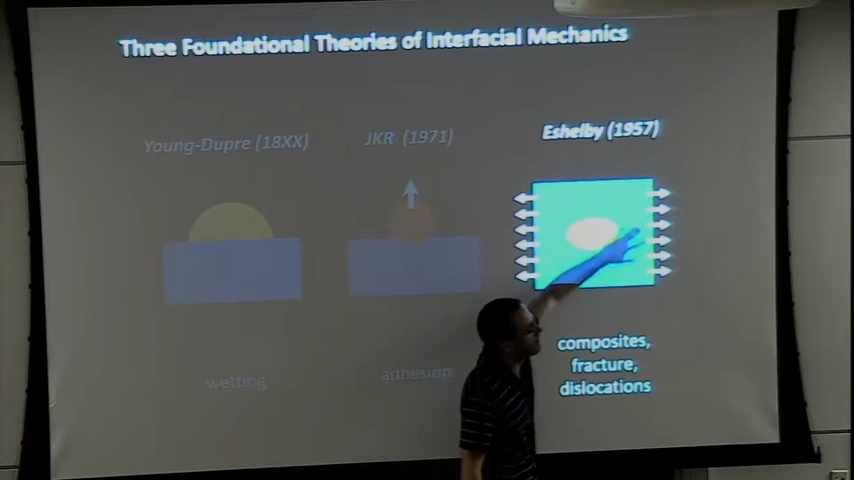 Three Foundational Theories of Interfacial Mechanics
Young-Dupre (18XX)
JKR (1971)
Eshelby (1957)
wetting
adhesion
composites,
fracture,
dislocations